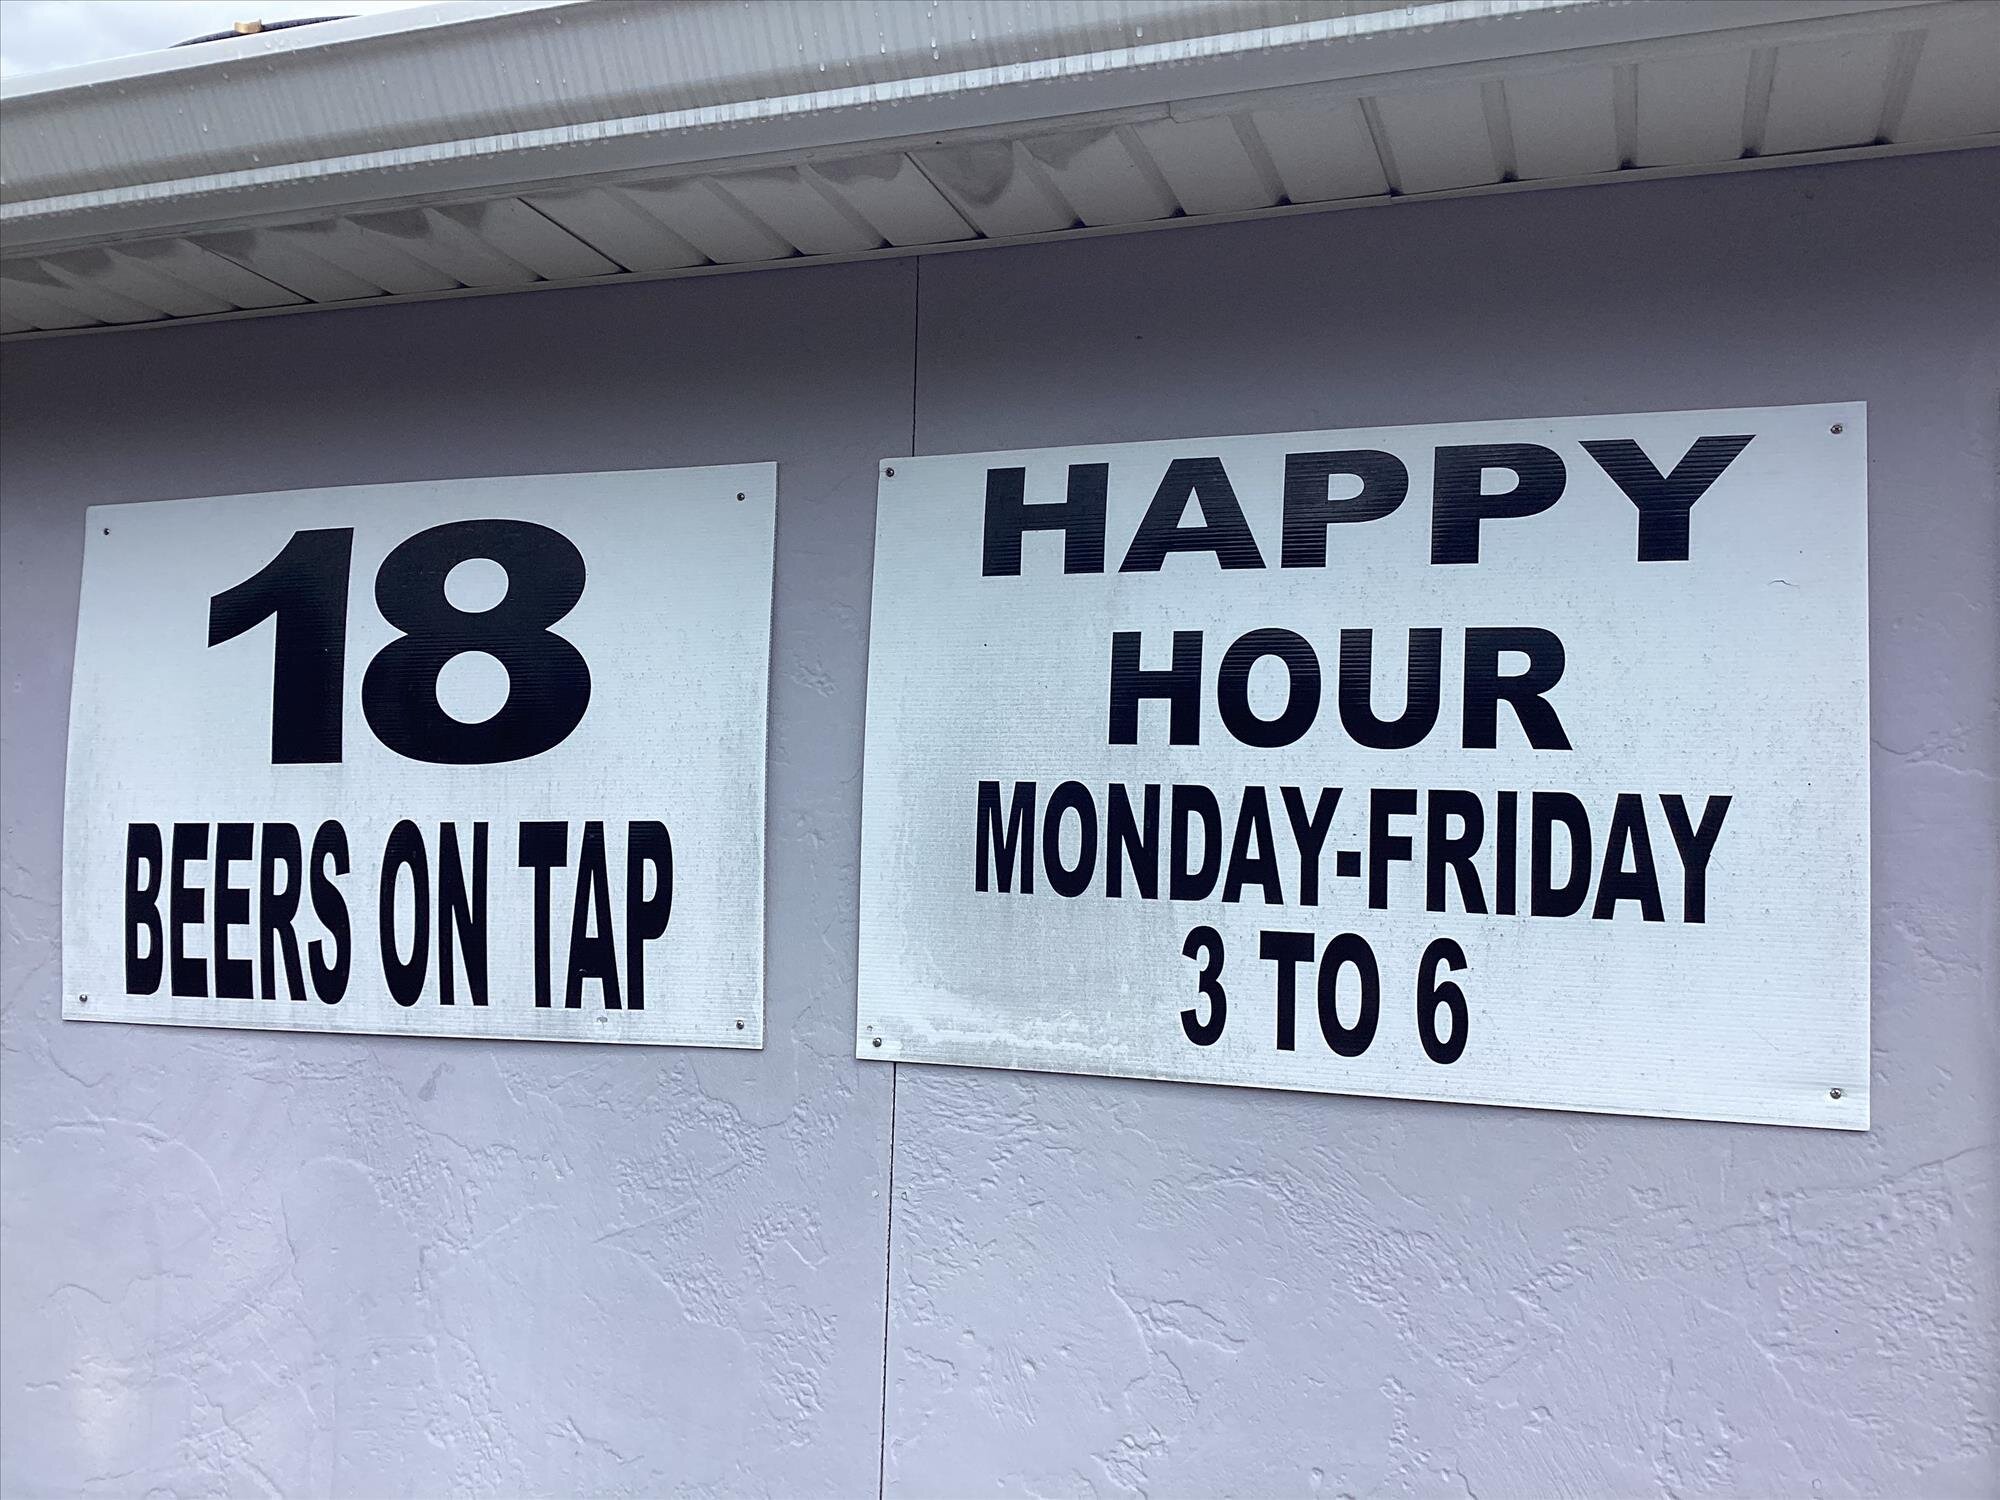 18
BEERS ON TAP
HAPPY
HOUR
MONDAY-FRIDAY
3 TO 6